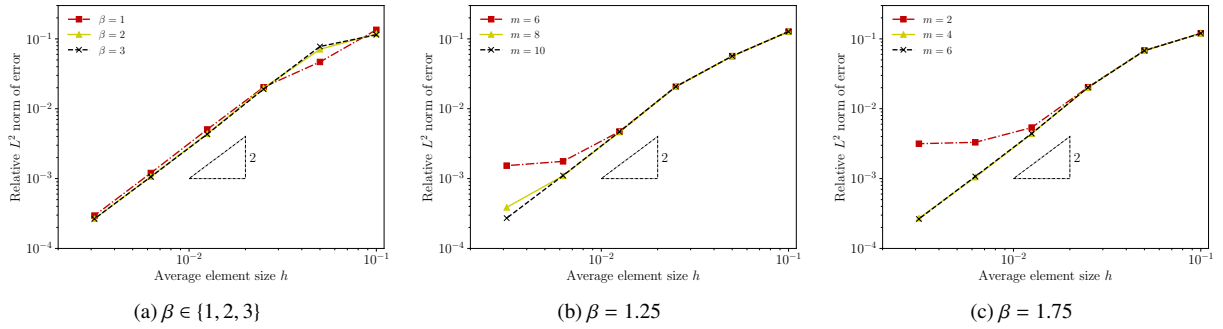 β = 1
β = 2
β = 3
10⁻¹
10⁻²
10⁻³
10⁻⁴
Relative L² norm of error
2
10⁻²
10⁻¹
Average element size h
(a) β ∈ {1, 2, 3}
m = 6
m = 8
m = 10
10⁻¹
10⁻²
10⁻³
10⁻⁴
Relative L² norm of error
2
10⁻²
10⁻¹
Average element size h
(b) β = 1.25
m = 2
m = 4
m = 6
10⁻¹
10⁻²
10⁻³
10⁻⁴
Relative L² norm of error
2
10⁻²
10⁻¹
Average element size h
(c) β = 1.75